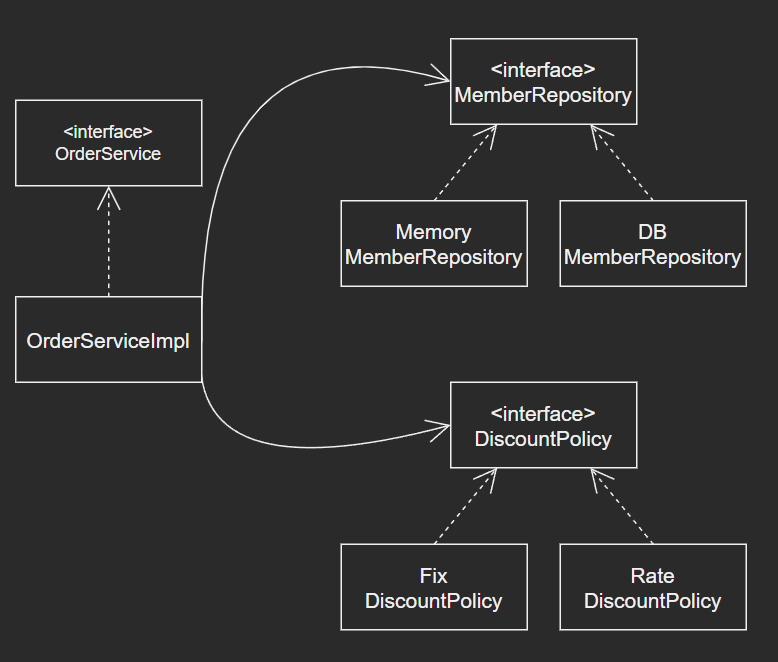 <interface>
MemberRepository
<interface>
OrderService
Memory
MemberRepository
DB
MemberRepository
OrderServiceImpl
<interface>
DiscountPolicy
Fix
DiscountPolicy
Rate
DiscountPolicy